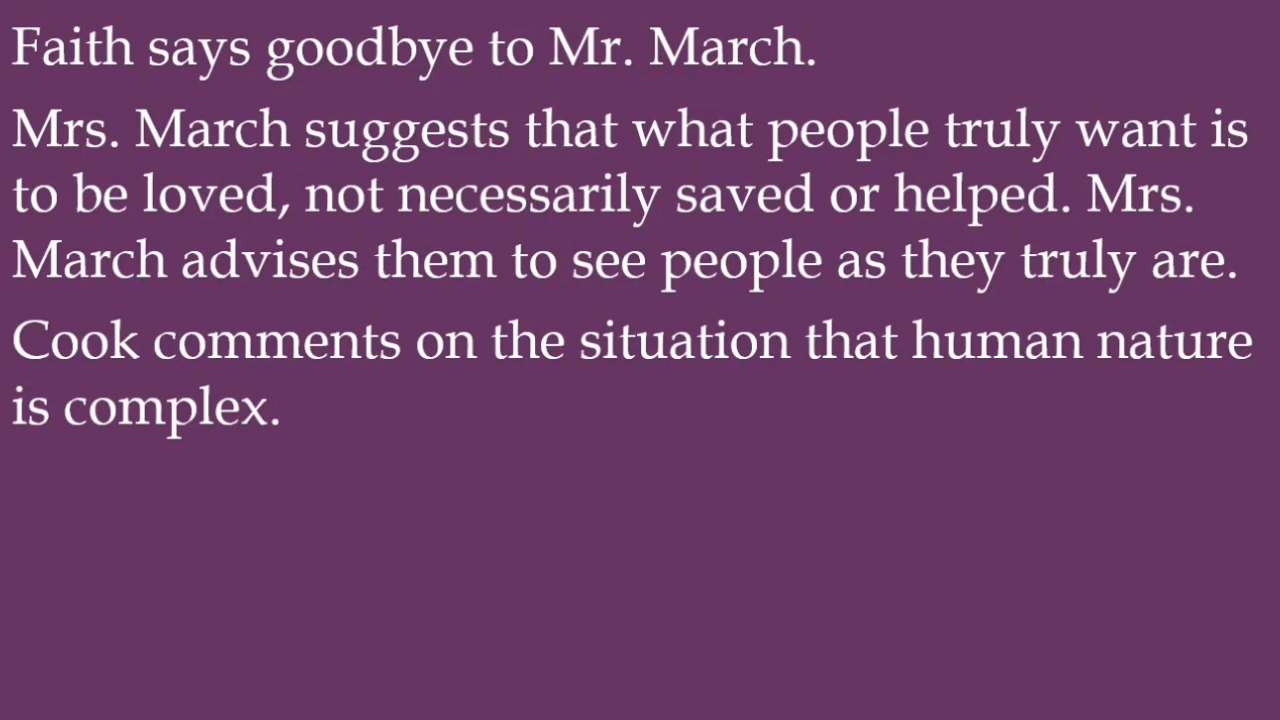 Faith says goodbye to Mr. March.
Mrs. March suggests that what people truly want is
to be loved, not necessarily saved or helped. Mrs.
March advises them to see people as they truly are.
Cook comments on the situation that human nature
is complex.